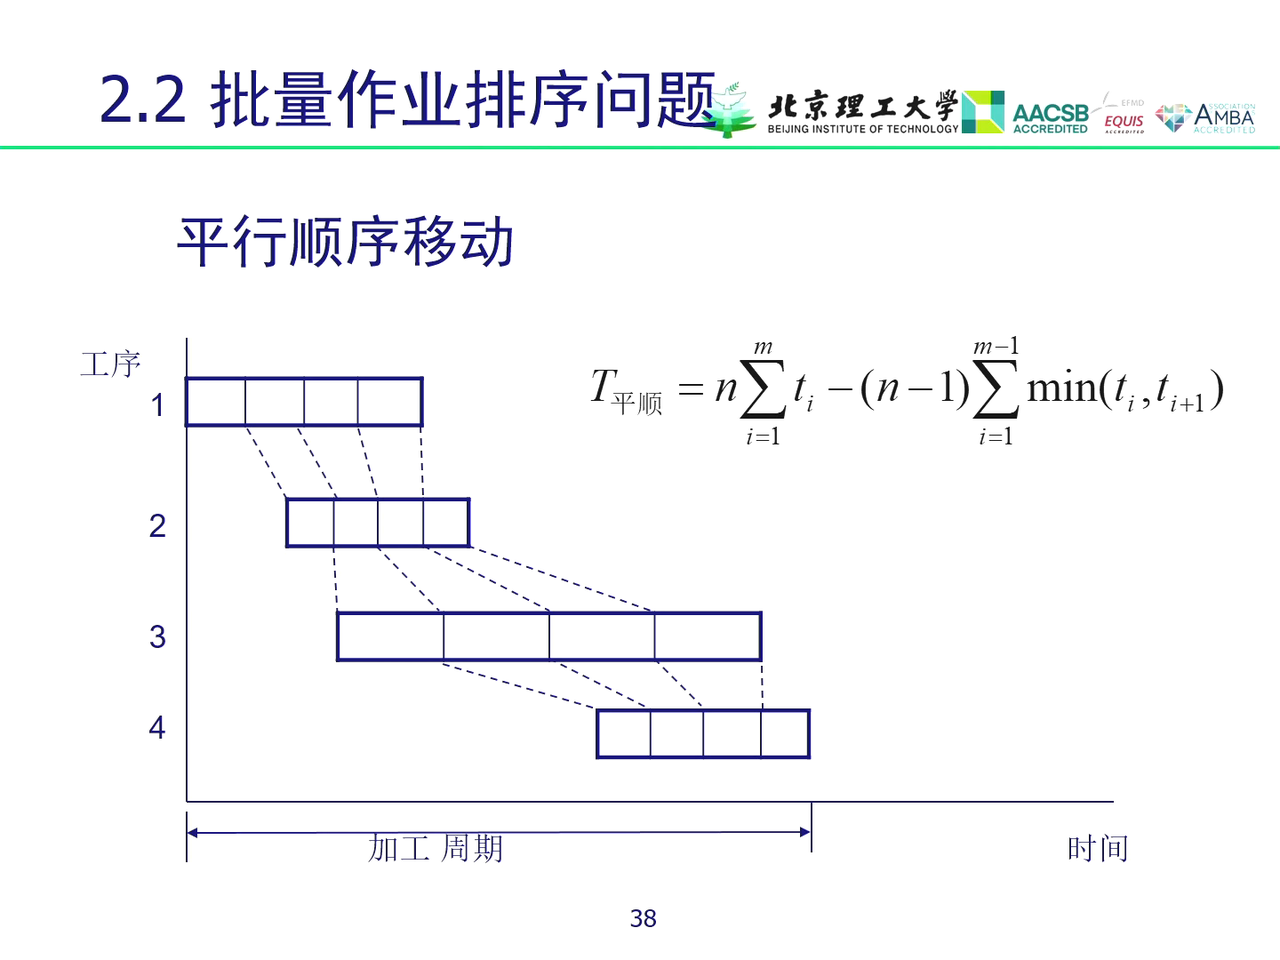 2.2 批量作业排序问题
北京理工大学
BEIJING INSTITUTE OF TECHNOLOGY
AACSB
ACCREDITED
EFMD
EQUIS
ACCREDITED
ASSOCIATION
AMBA
ACCREDITED
平行顺序移动
工序
T平顺 = n∑_{i=1}^{m} t_i − (n−1)∑_{i=1}^{m−1} min(t_i, t_{i+1})
1
2
3
4
加工 周期
时间
38